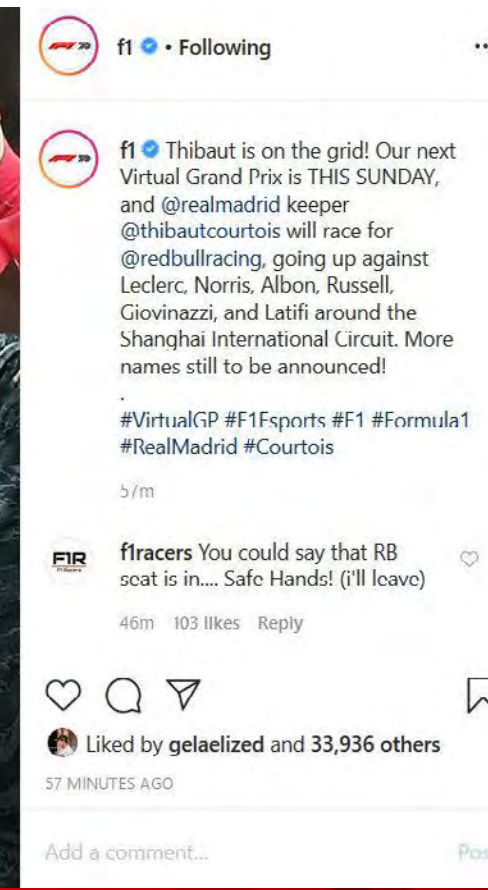 f1 • Following
f1 Thibaut is on the grid! Our next
Virtual Grand Prix is THIS SUNDAY,
and @realmadrid keeper
@thibautcourtois will race for
@redbullracing, going up against
Leclerc, Norris, Albon, Russell,
Giovinazzi, and Latifi around the
Shanghai International Circuit. More
names still to be announced!
.
#VirtualGP #F1Esports #F1 #Formula1
#RealMadrid #Courtois
57m
F1R
f1racers You could say that RB
seat is in.... Safe Hands! (i'll leave)
46m 103 likes Reply
Liked by gelaelized and 33,936 others
57 MINUTES AGO
Add a comment...